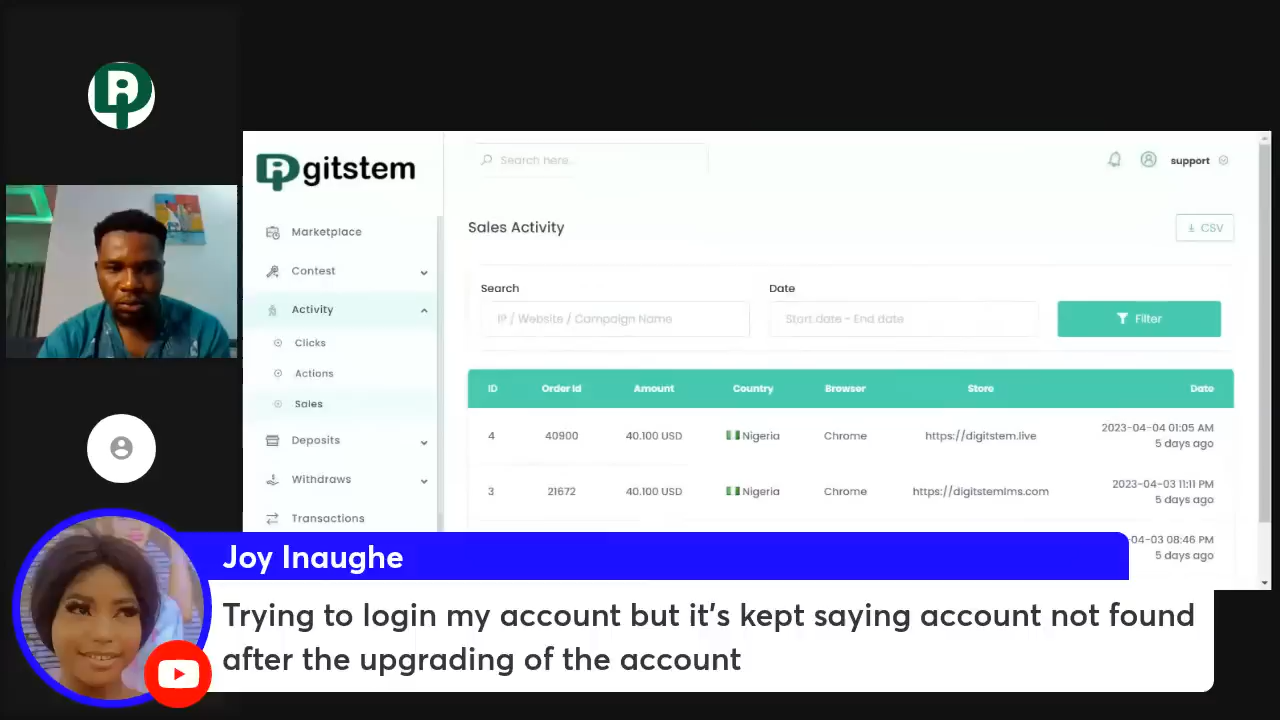 Digitstem
Search here..
support
Marketplace
Contest
Activity
Clicks
Actions
Sales
Deposits
Withdraws
Transactions
Sales Activity
CSV
Search
Date
IP / Website / Campaign Name
Start date - End date
Filter
ID Order Id Amount Country Browser Store Date
4 40900 40.100 USD Nigeria Chrome https://digitstem.live 2023-04-04 01:05 AM
5 days ago
3 21672 40.100 USD Nigeria Chrome https://digitstemlms.com 2023-04-03 11:11 PM
5 days ago
-04-03 08:46 PM
5 days ago
Joy Inaughe
Trying to login my account but it's kept saying account not found
after the upgrading of the account